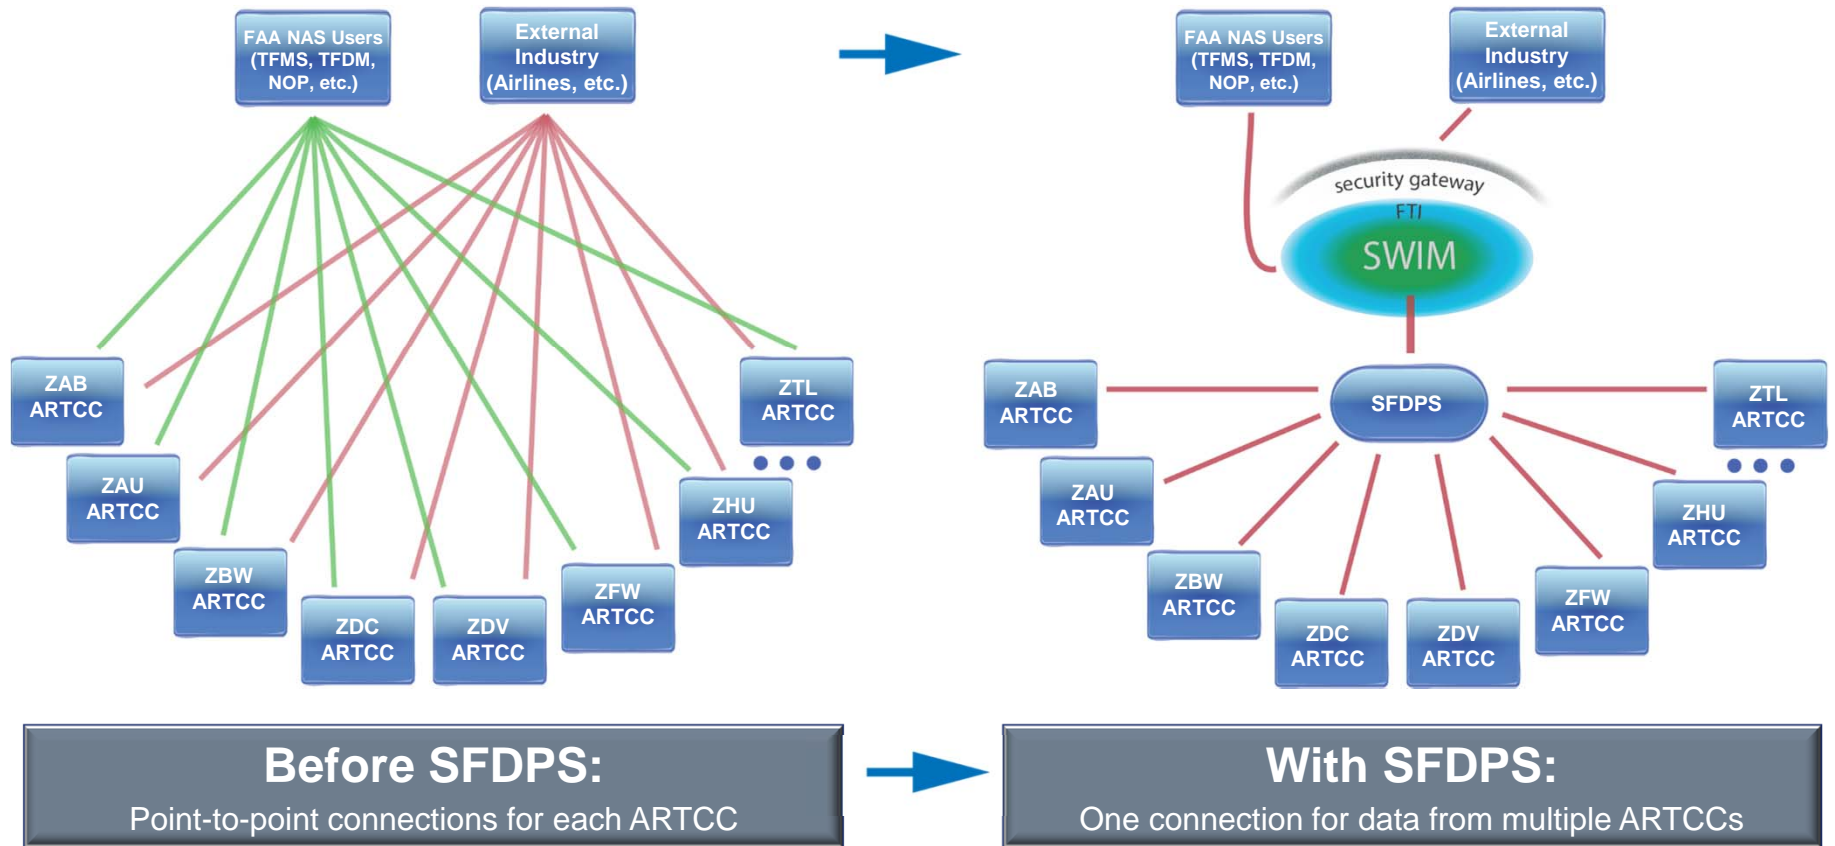 FAA NAS Users
(TFMS, TFDM,
NOP, etc.)
External
Industry
(Airlines, etc.)
ZAB
ARTCC
ZAU
ARTCC
ZBW
ARTCC
ZDC
ARTCC
ZDV
ARTCC
ZFW
ARTCC
ZHU
ARTCC
ZTL
ARTCC
Before SFDPS:
Point-to-point connections for each ARTCC
FAA NAS Users
(TFMS, TFDM,
NOP, etc.)
External
Industry
(Airlines, etc.)
security gateway
FTI
SWIM
SFDPS
ZAB
ARTCC
ZAU
ARTCC
ZBW
ARTCC
ZDC
ARTCC
ZDV
ARTCC
ZFW
ARTCC
ZHU
ARTCC
ZTL
ARTCC
With SFDPS:
One connection for data from multiple ARTCCs